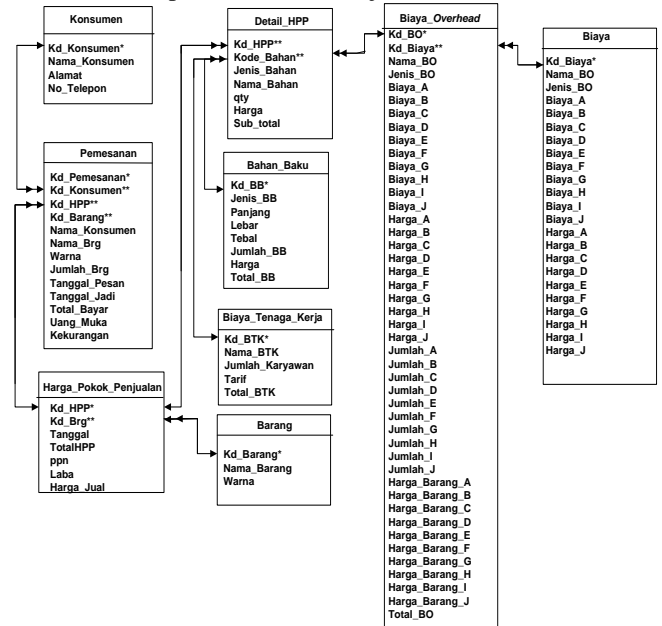 Konsumen
Kd_Konsumen*
Nama_Konsumen
Alamat
No_Telepon
Pemesanan
Kd_Pemesanan*
Kd_Konsumen**
Kd_HPP**
Kd_Barang**
Nama_Konsumen
Nama_Brg
Warna
Jumlah_Brg
Tanggal_Pesan
Tanggal_Jadi
Total_Bayar
Uang_Muka
Kekurangan
Harga_Pokok_Penjualan
Kd_HPP*
Kd_Brg**
Tanggal
TotalHPP
ppn
Laba
Harga_Jual
Detail_HPP
Kd_HPP**
Kode_Bahan**
Jenis_Bahan
Nama_Bahan
qty
Harga
Sub_total
Bahan_Baku
Kd_BB*
Jenis_BB
Panjang
Lebar
Tebal
Jumlah_BB
Harga
Total_BB
Biaya_Tenaga_Kerja
Kd_BTK*
Nama_BTK
Jumlah_Karyawan
Tarif
Total_BTK
Barang
Kd_Barang*
Nama_Barang
Warna
Biaya_Overhead
Kd_BO*
Kd_Biaya**
Nama_BO
Jenis_BO
Biaya_A
Biaya_B
Biaya_C
Biaya_D
Biaya_E
Biaya_F
Biaya_G
Biaya_H
Biaya_I
Biaya_J
Harga_A
Harga_B
Harga_C
Harga_D
Harga_E
Harga_F
Harga_G
Harga_H
Harga_I
Harga_J
Jumlah_A
Jumlah_B
Jumlah_C
Jumlah_D
Jumlah_E
Jumlah_F
Jumlah_G
Jumlah_H
Jumlah_I
Jumlah_J
Harga_Barang_A
Harga_Barang_B
Harga_Barang_C
Harga_Barang_D
Harga_Barang_E
Harga_Barang_F
Harga_Barang_G
Harga_Barang_H
Harga_Barang_I
Harga_Barang_J
Total_BO
Biaya
Kd_Biaya*
Nama_BO
Jenis_BO
Biaya_A
Biaya_B
Biaya_C
Biaya_D
Biaya_E
Biaya_F
Biaya_G
Biaya_H
Biaya_I
Biaya_J
Harga_A
Harga_B
Harga_C
Harga_D
Harga_E
Harga_F
Harga_G
Harga_H
Harga_I
Harga_J